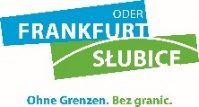 ODER
FRANKFURT
SŁUBICE
Ohne Grenzen. Bez granic.